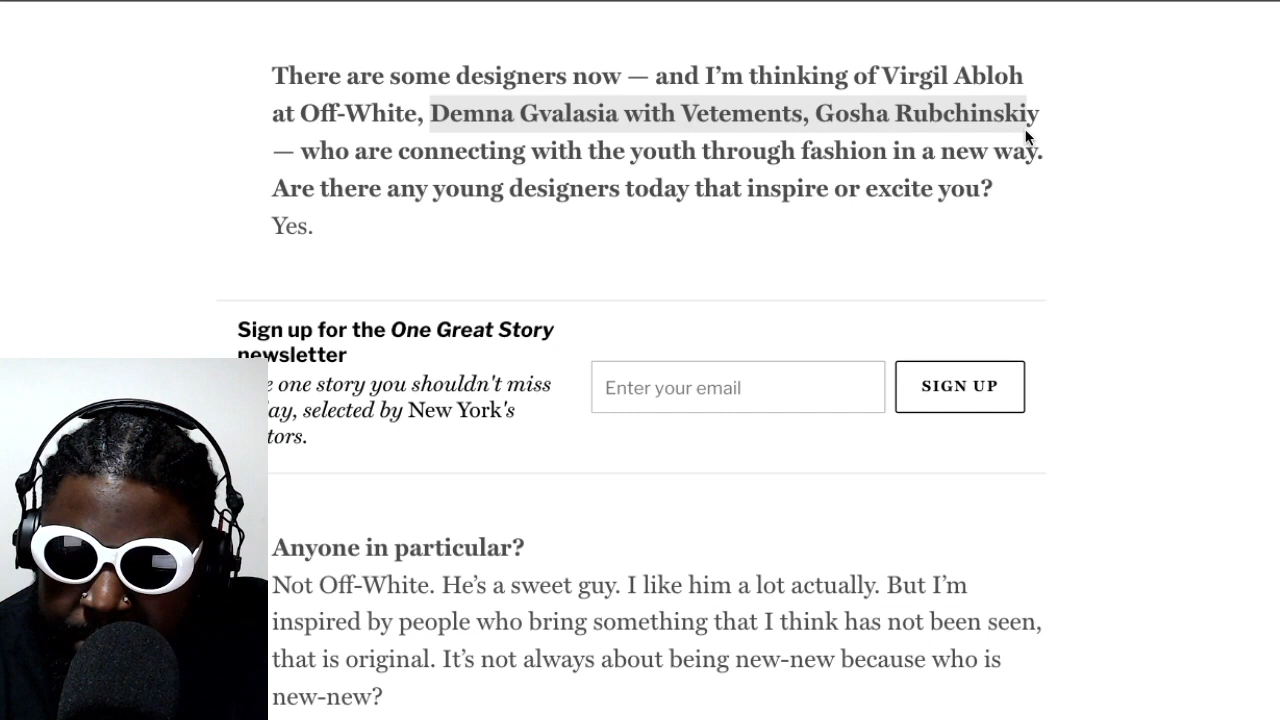 There are some designers now — and I’m thinking of Virgil Abloh
at Off-White, Demna Gvalasia with Vetements, Gosha Rubchinskiy
— who are connecting with the youth through fashion in a new way.
Are there any young designers today that inspire or excite you?
Yes.
Sign up for the One Great Story
newsletter
e one story you shouldn't miss
ay, selected by New York's
tors.
Enter your email
SIGN UP
Anyone in particular?
Not Off-White. He’s a sweet guy. I like him a lot actually. But I’m
inspired by people who bring something that I think has not been seen,
that is original. It’s not always about being new-new because who is
new-new?